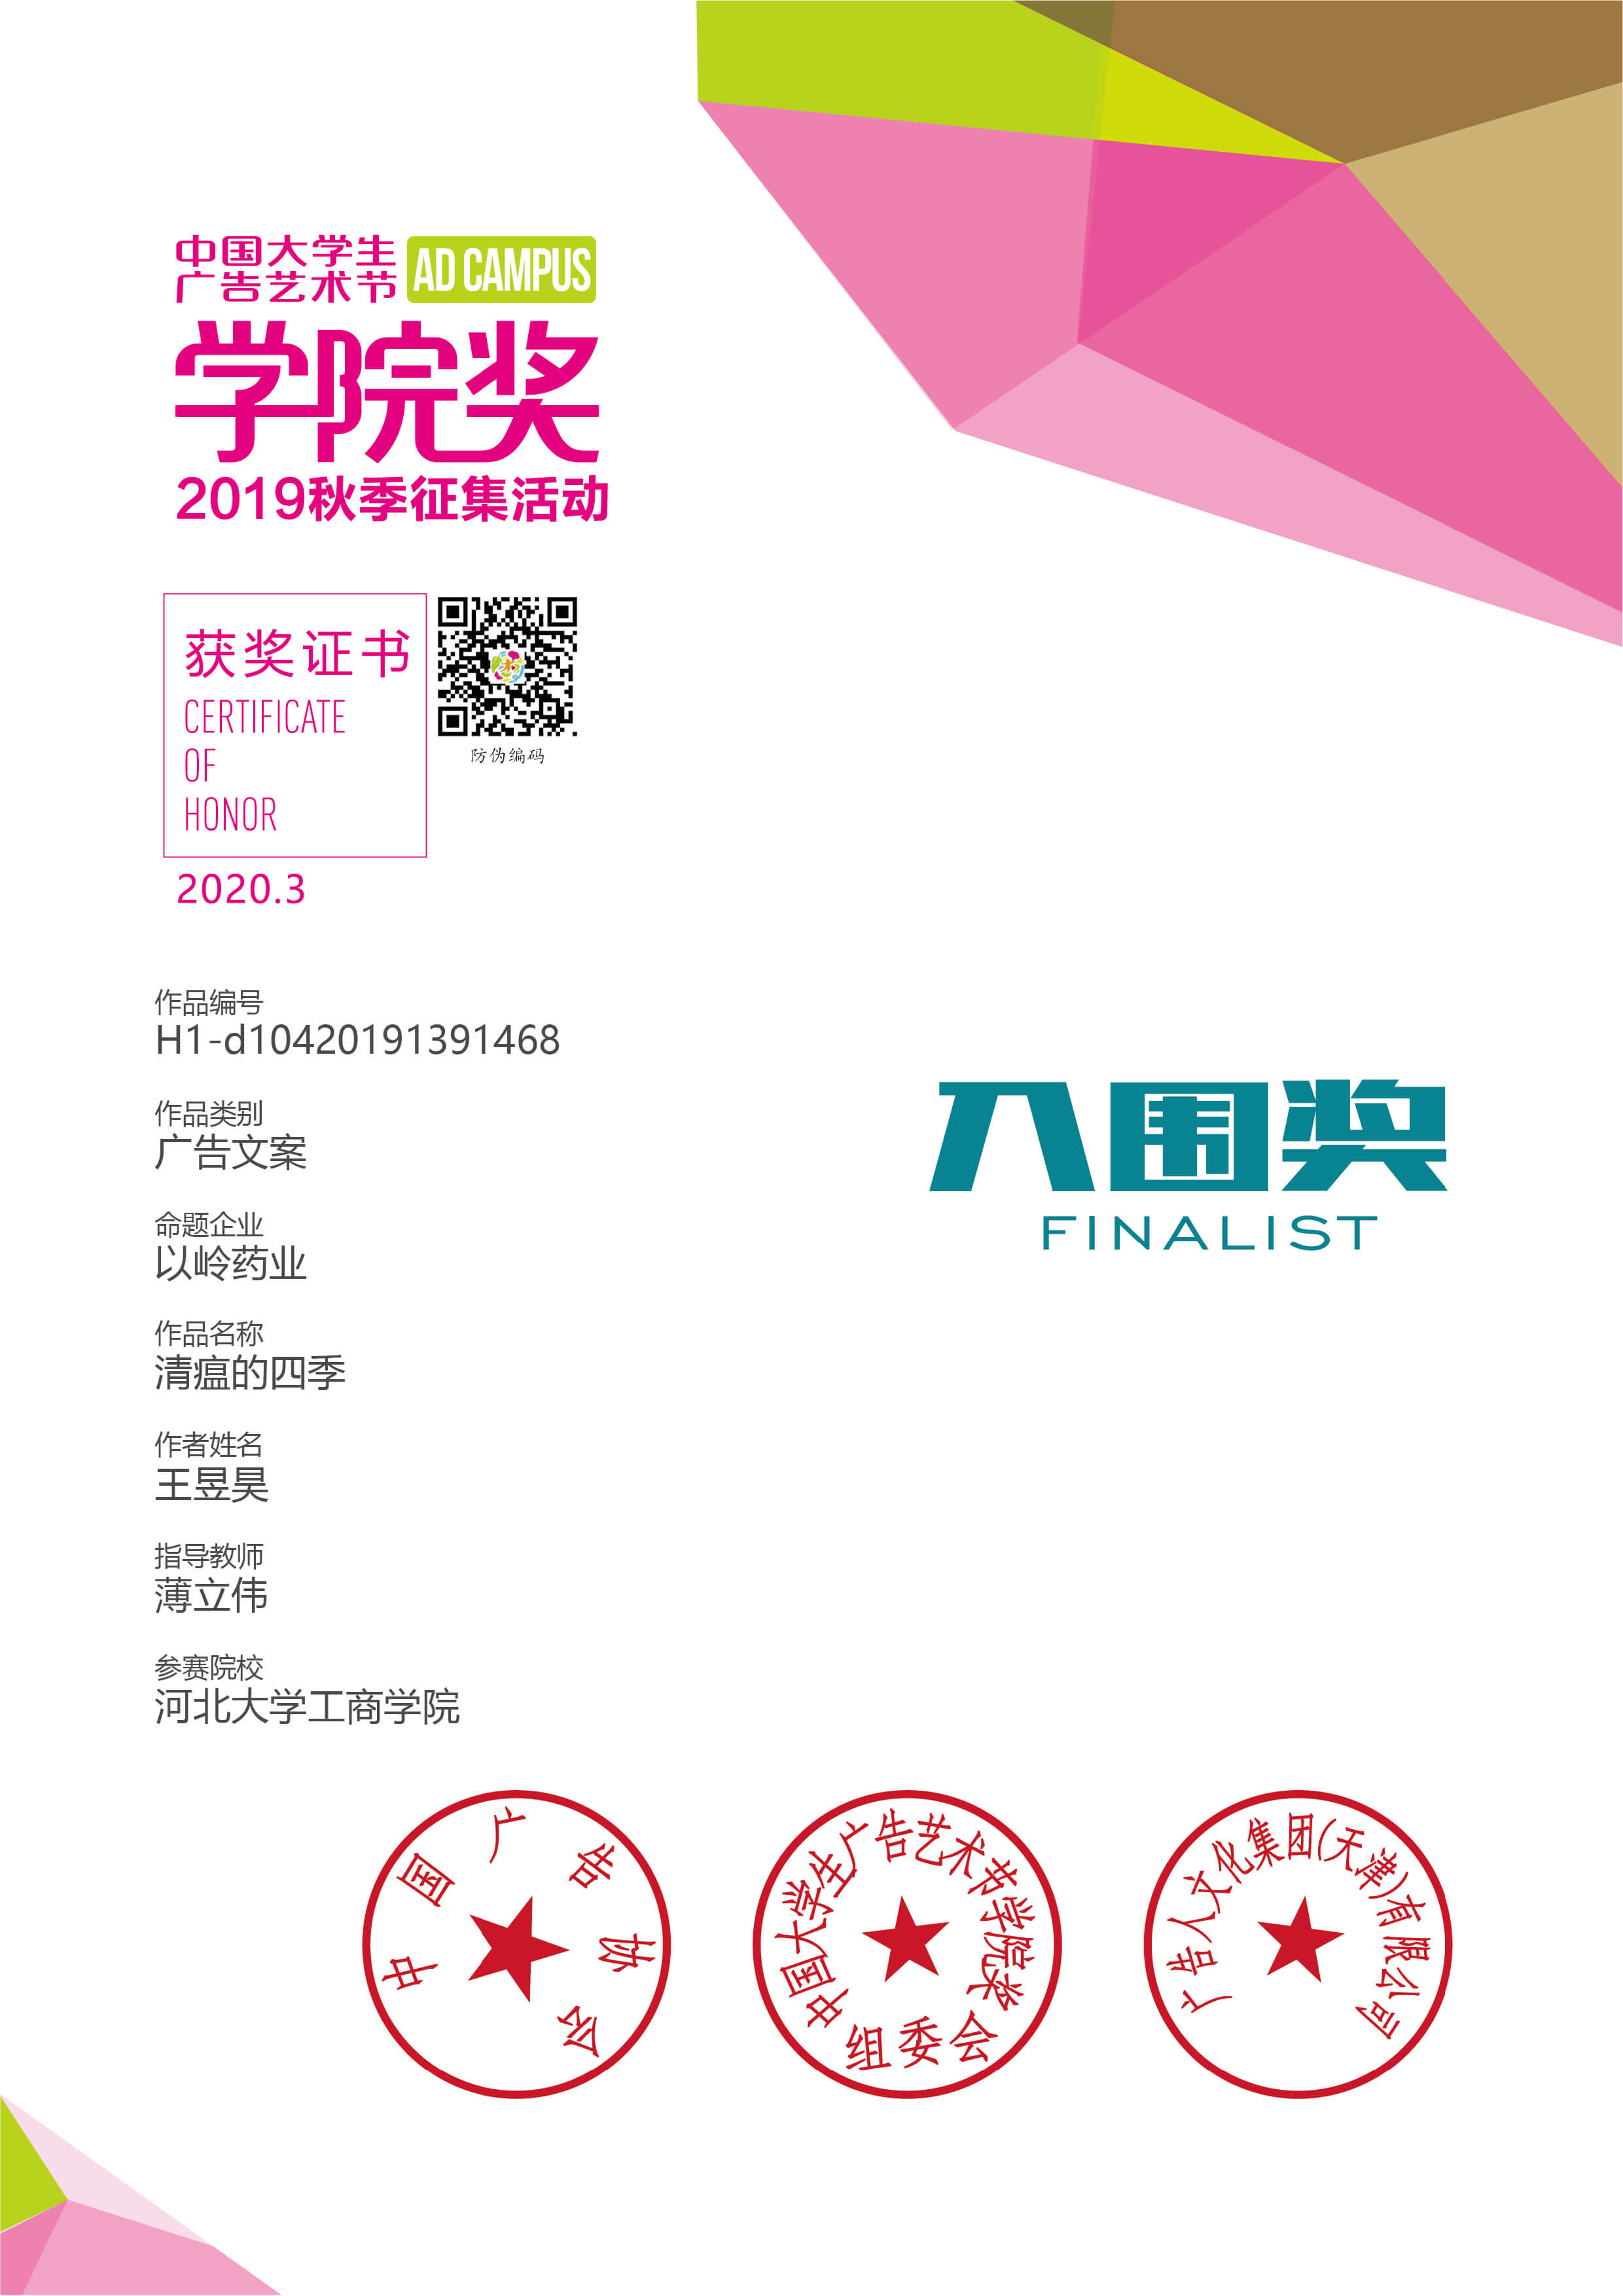 中国大学生
广告艺术节
AD CAMPUS
学院奖
2019秋季征集活动
获奖证书
CERTIFICATE
OF
HONOR
防伪编码
2020.3
作品编号
H1-d10420191391468
作品类别
广告文案
命题企业
以岭药业
作品名称
清瘟的四季
作者姓名
王昱昊
指导教师
薄立伟
参赛院校
河北大学工商学院
入围奖
FINALIST
中国广告协会
中国大学生广告艺术节学院奖
组委会
广告人文化集团(天津)有限公司